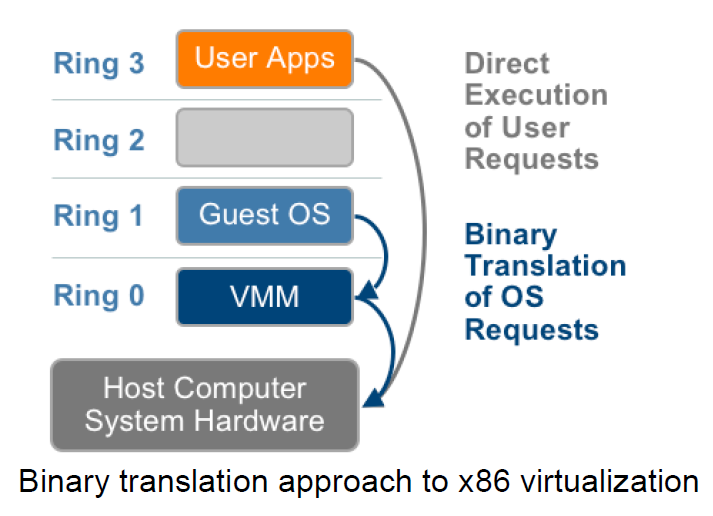 Ring 3
User Apps
Direct
Execution
of User
Requests
Ring 2
Ring 1
Guest OS
Binary
Translation
of OS
Requests
Ring 0
VMM
Host Computer
System Hardware
Binary translation approach to x86 virtualization